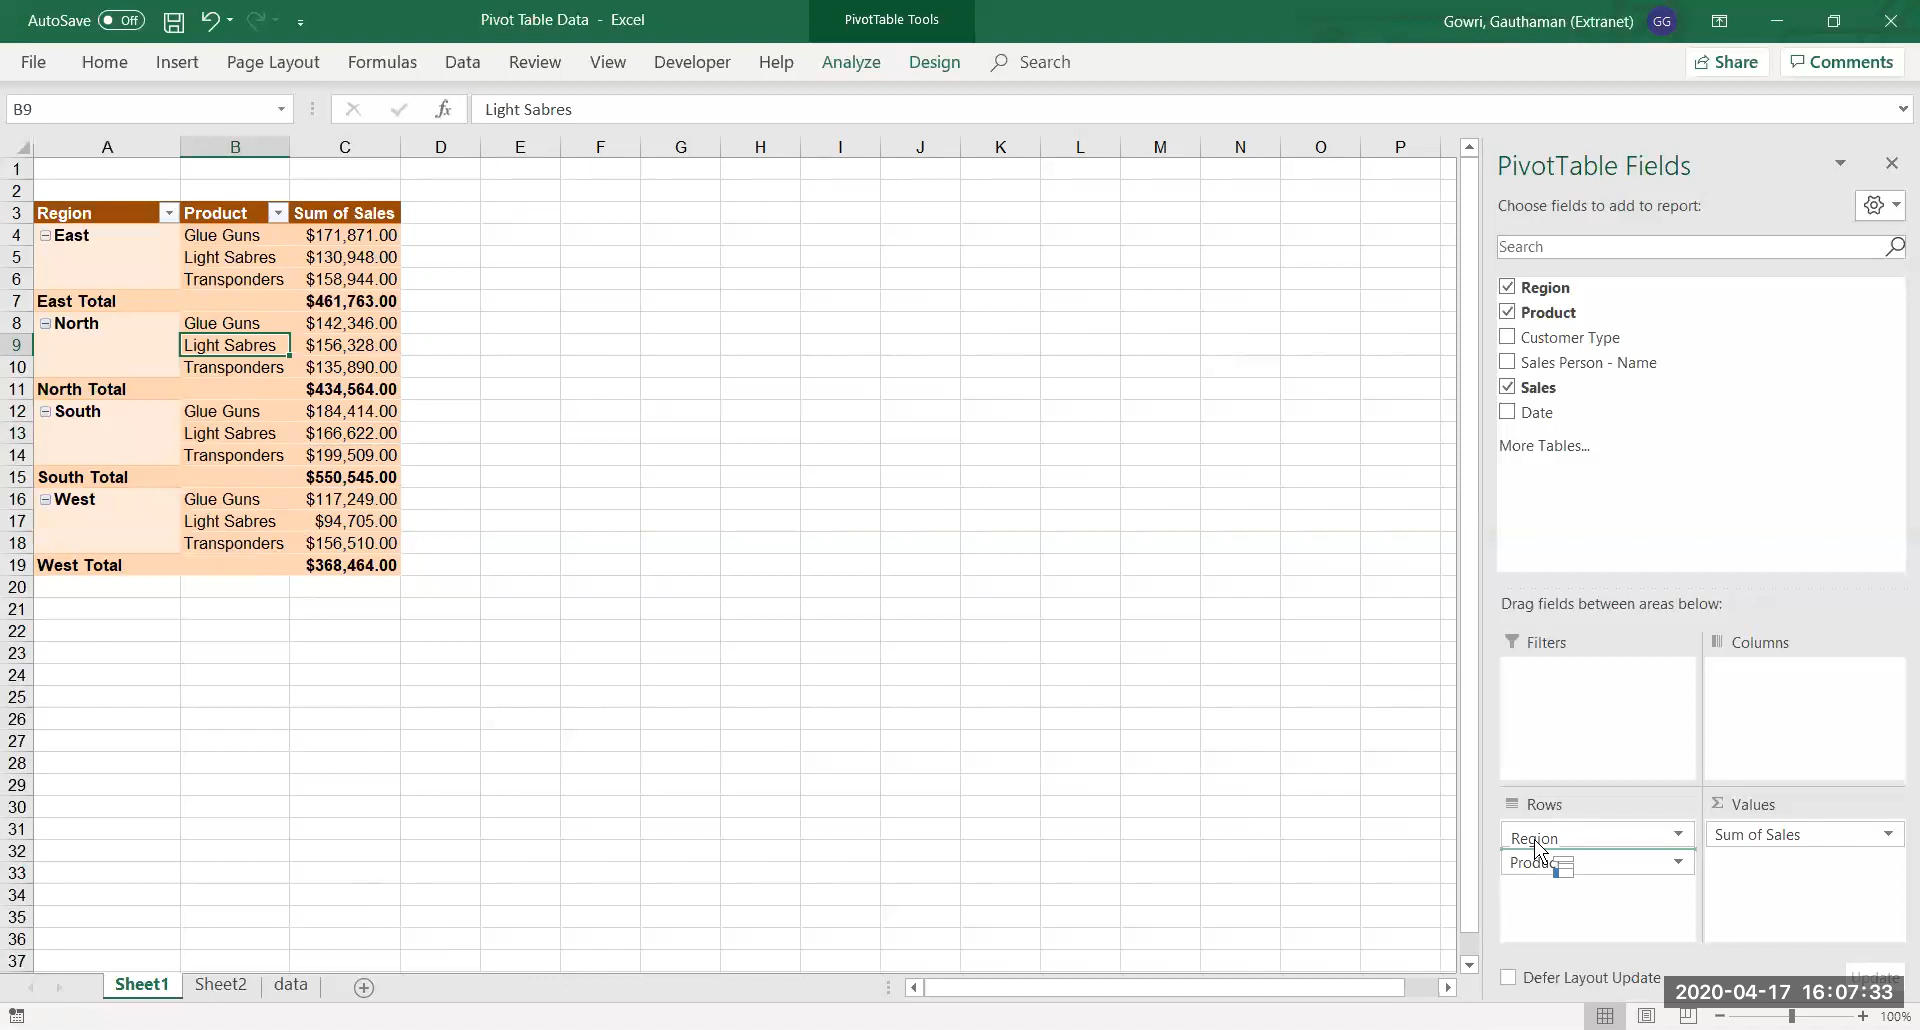 AutoSave Off Pivot Table Data - Excel PivotTable Tools Gowri, Gauthaman (Extranet) GG
File Home Insert Page Layout Formulas Data Review View Developer Help Analyze Design Search Share Comments
B9 fx Light Sabres
A B C D E F G H I J K L M N O P
1
2
3 Region Product Sum of Sales
4 East Glue Guns $171,871.00
5 Light Sabres $130,948.00
6 Transponders $158,944.00
7 East Total $461,763.00
8 North Glue Guns $142,346.00
9 Light Sabres $156,328.00
10 Transponders $135,890.00
11 North Total $434,564.00
12 South Glue Guns $184,414.00
13 Light Sabres $166,622.00
14 Transponders $199,509.00
15 South Total $550,545.00
16 West Glue Guns $117,249.00
17 Light Sabres $94,705.00
18 Transponders $156,510.00
19 West Total $368,464.00
20
21
22
23
24
25
26
27
28
29
30
31
32
33
34
35
36
37
Sheet1 Sheet2 data
PivotTable Fields
Choose fields to add to report:
Search
Region
Product
Customer Type
Sales Person - Name
Sales
Date
More Tables...
Drag fields between areas below:
Filters Columns
Rows Values
Region Sum of Sales
Product
Defer Layout Update Update
2020-04-17 16:07:33
100%